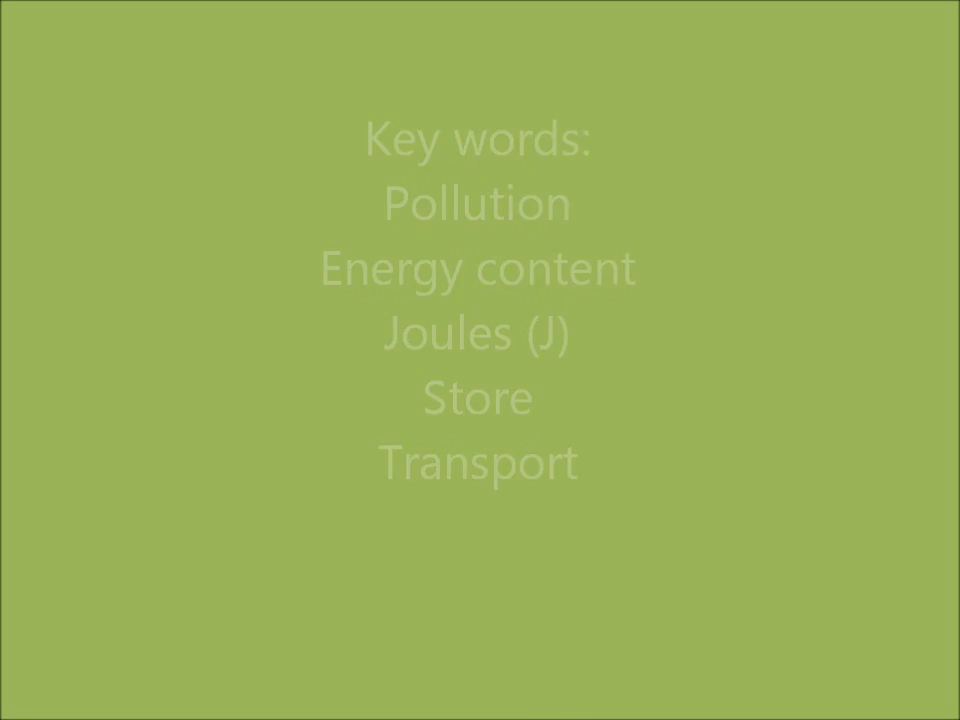 Key words:
Pollution
Energy content
Joules (J)
Store
Transport